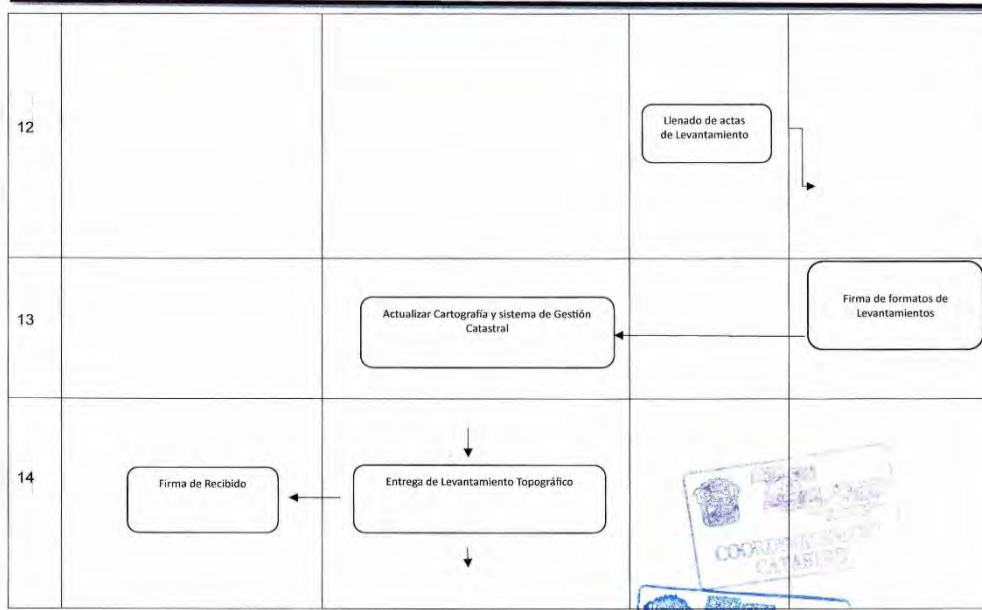 12
Llenado de actas
de Levantamiento
13
Actualizar Cartografía y sistema de Gestión
Catastral
Firma de formatos de
Levantamientos
14
Firma de Recibido
Entrega de Levantamiento Topográfico
CATASTRO